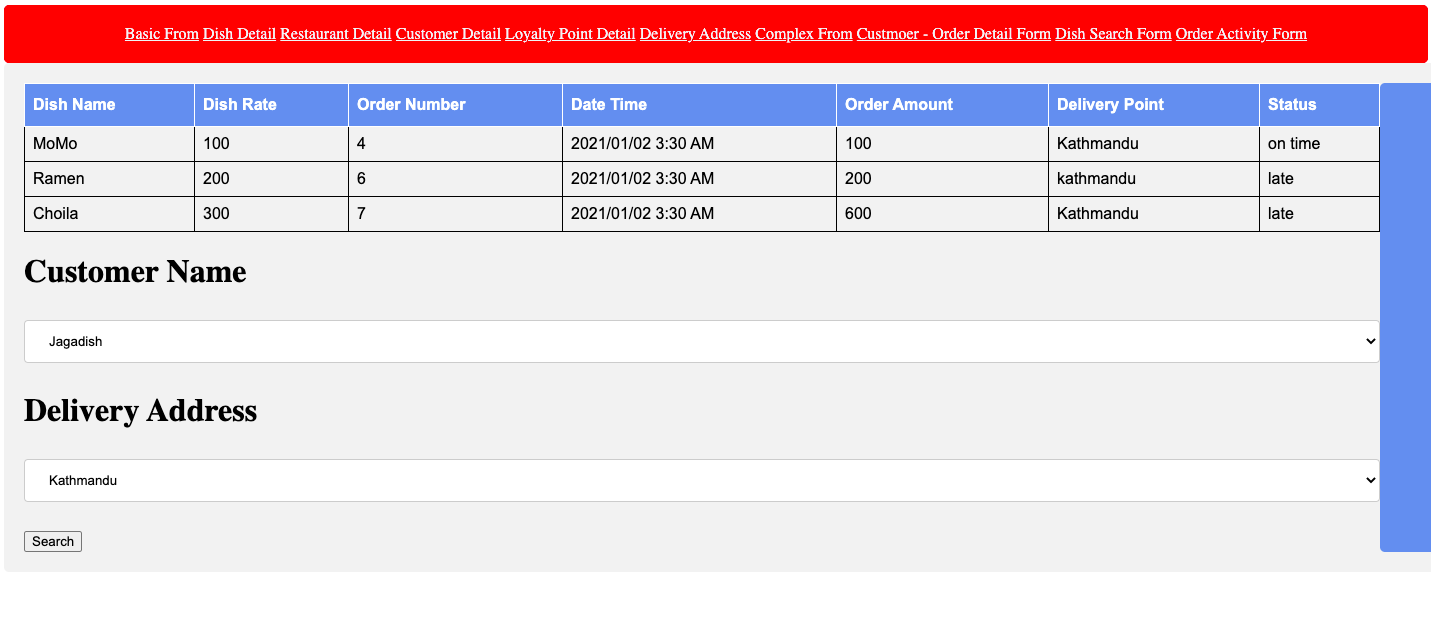 Basic From Dish Detail Restaurant Detail Customer Detail Loyalty Point Detail Delivery Address Complex From Custmoer - Order Detail Form Dish Search Form Order Activity Form
Dish Name Dish Rate Order Number Date Time Order Amount Delivery Point Status
MoMo 100 4 2021/01/02 3:30 AM 100 Kathmandu on time
Ramen 200 6 2021/01/02 3:30 AM 200 kathmandu late
Choila 300 7 2021/01/02 3:30 AM 600 Kathmandu late
Customer Name
Jagadish
Delivery Address
Kathmandu
Search